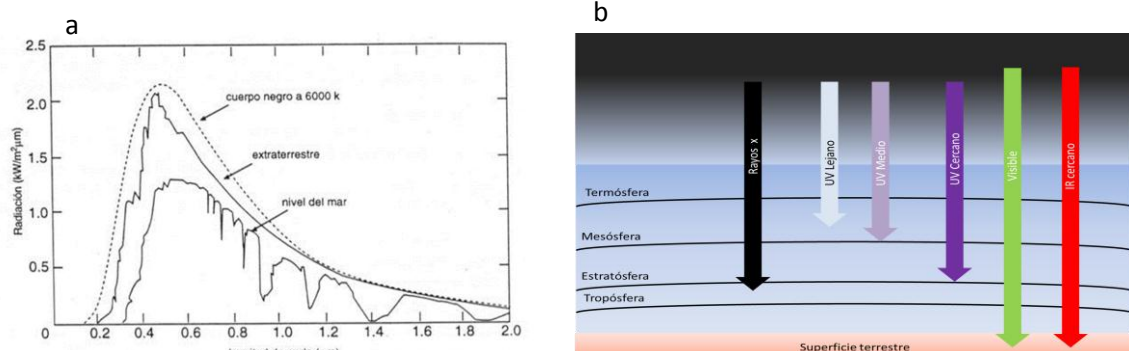 a
2.5
2.0
1.5
1.0
0.5
0
Radiación (kW/m²μm)
cuerpo negro a 6000 k
extraterrestre
nivel del mar
0.2 0.4 0.6 0.8 1.0 1.2 1.4 1.6 1.8 2.0
b
Rayos x
UV Lejano
UV Medio
UV Cercano
Visible
IR cercano
Termósfera
Mesósfera
Estratósfera
Tropósfera
Superficie terrestre